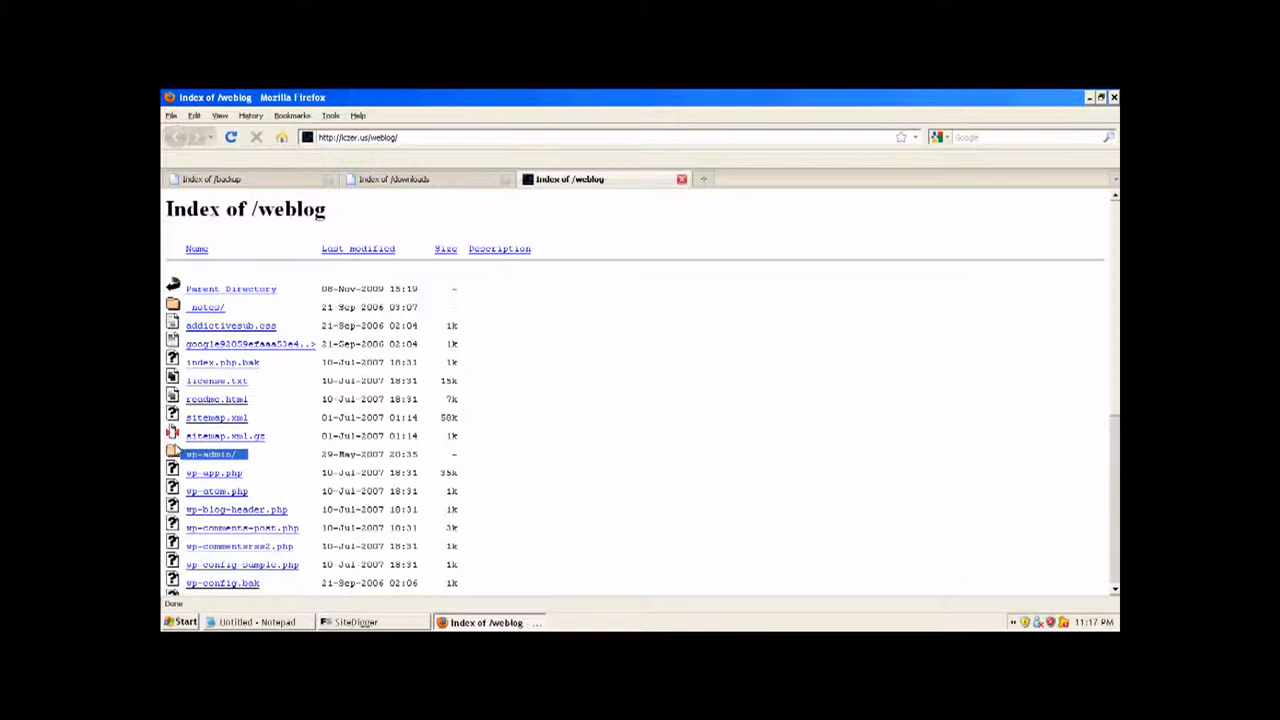 Index of /weblog - Mozilla Firefox
File Edit View History Bookmarks Tools Help
http://iczer.us/weblog/ Google
Index of /backup Index of /downloads Index of /weblog
Index of /weblog
Name Last modified Size Description
Parent Directory 08-Nov-2009 15:19 -
_notes/ 21-Sep-2006 03:07
addictivesub.css 21-Sep-2006 02:04 1k
google92059efaaa53e4..> 21-Sep-2006 02:04 1k
index.php.bak 10-Jul-2007 18:31 1k
license.txt 10-Jul-2007 18:31 15k
readme.html 10-Jul-2007 18:31 7k
sitemap.xml 01-Jul-2007 01:14 58k
sitemap.xml.gz 01-Jul-2007 01:14 1k
wp-admin/ 29-May-2007 20:35 -
wp-app.php 10-Jul-2007 18:31 35k
wp-atom.php 10-Jul-2007 18:31 1k
wp-blog-header.php 10-Jul-2007 18:31 1k
wp-comments-post.php 10-Jul-2007 18:31 3k
wp-commentsrss2.php 10-Jul-2007 18:31 1k
wp-config-sample.php 10-Jul-2007 18:31 1k
wp-config.bak 21-Sep-2006 02:06 1k
Done
Start Untitled - Notepad SiteDigger Index of /weblog - ... 11:17 PM